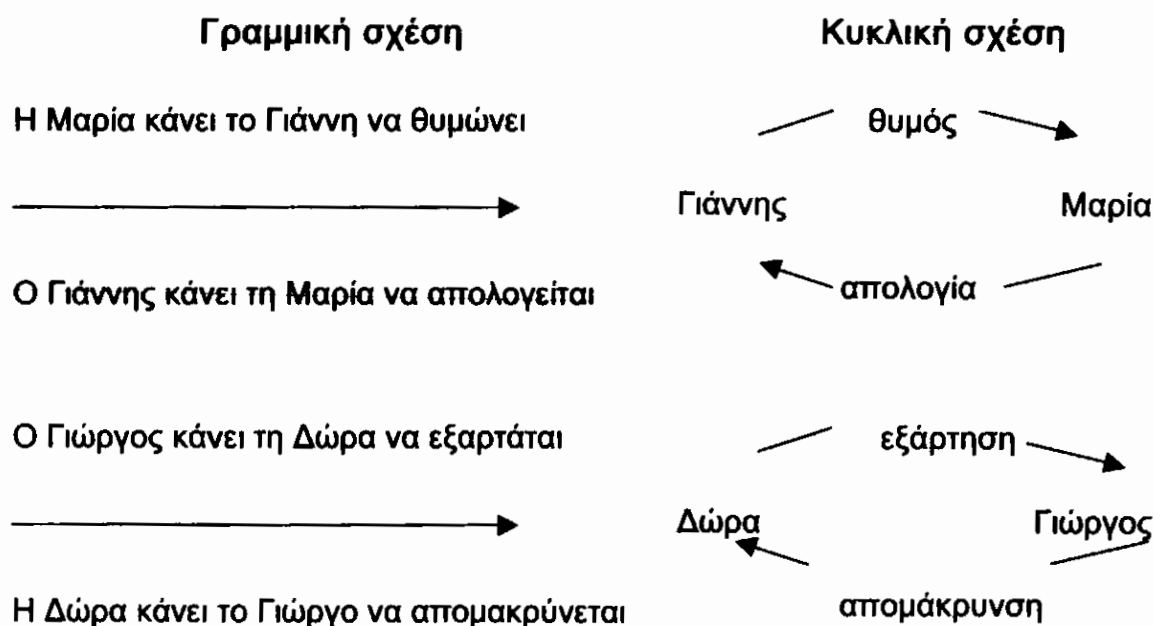 Γραμμική σχέση Κυκλική σχέση
Η Μαρία κάνει το Γιάννη να θυμώνει θυμός
Γιάννης Μαρία
Ο Γιάννης κάνει τη Μαρία να απολογείται απολογία
Ο Γιώργος κάνει τη Δώρα να εξαρτάται εξάρτηση
Δώρα Γιώργος
Η Δώρα κάνει το Γιώργο να απομακρύνεται απομάκρυνση